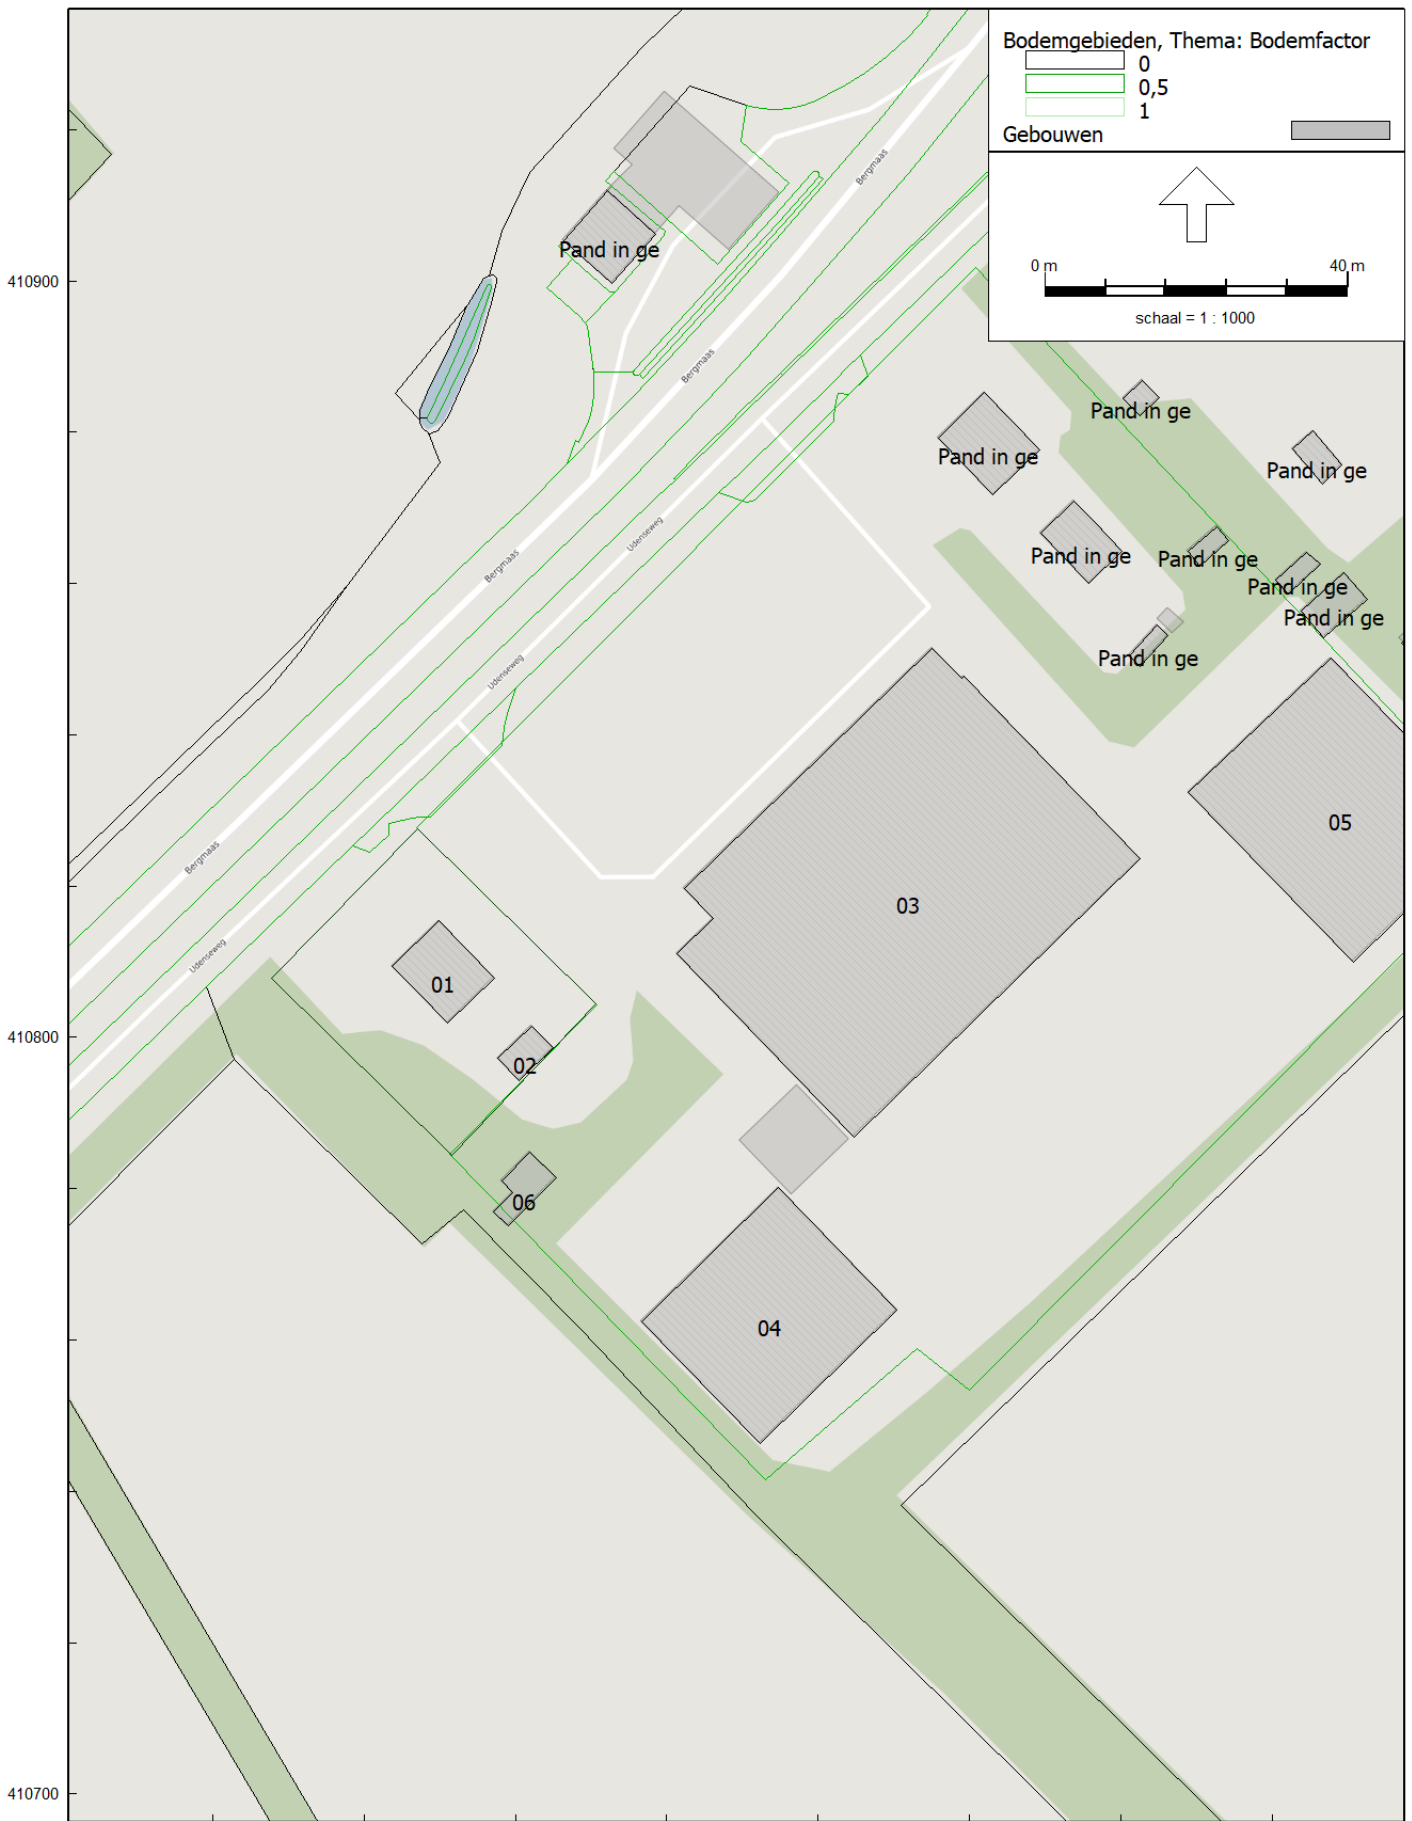 Bodemgebieden, Thema: Bodemfactor
0
0,5
1
Gebouwen
0 m 40 m
schaal = 1 : 1000
Bergmaas
Pand in ge
410900
Bergmaas
Pand in ge
Pand in ge
Pand in ge
Udenseweg
Bergmaas
Pand in ge
Pand in ge
Pand in ge
Pand in ge
Pand in ge
Udenseweg
05
Bergmaas
03
Udenseweg
01
410800
02
06
04
410700